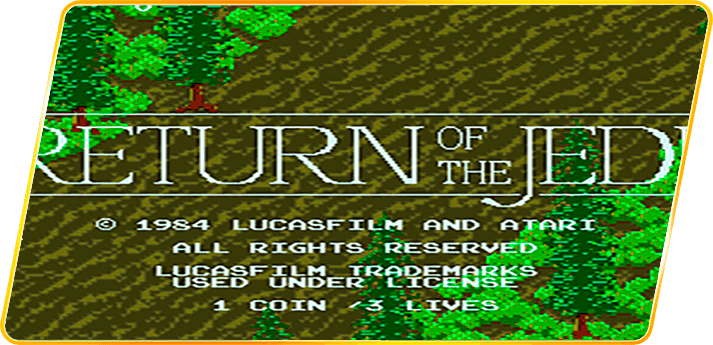 RETURN OF THE JEDI
© 1984 LUCASFILM AND ATARI
ALL RIGHTS RESERVED
LUCASFILM TRADEMARKS
USED UNDER LICENSE
1 COIN /3 LIVES